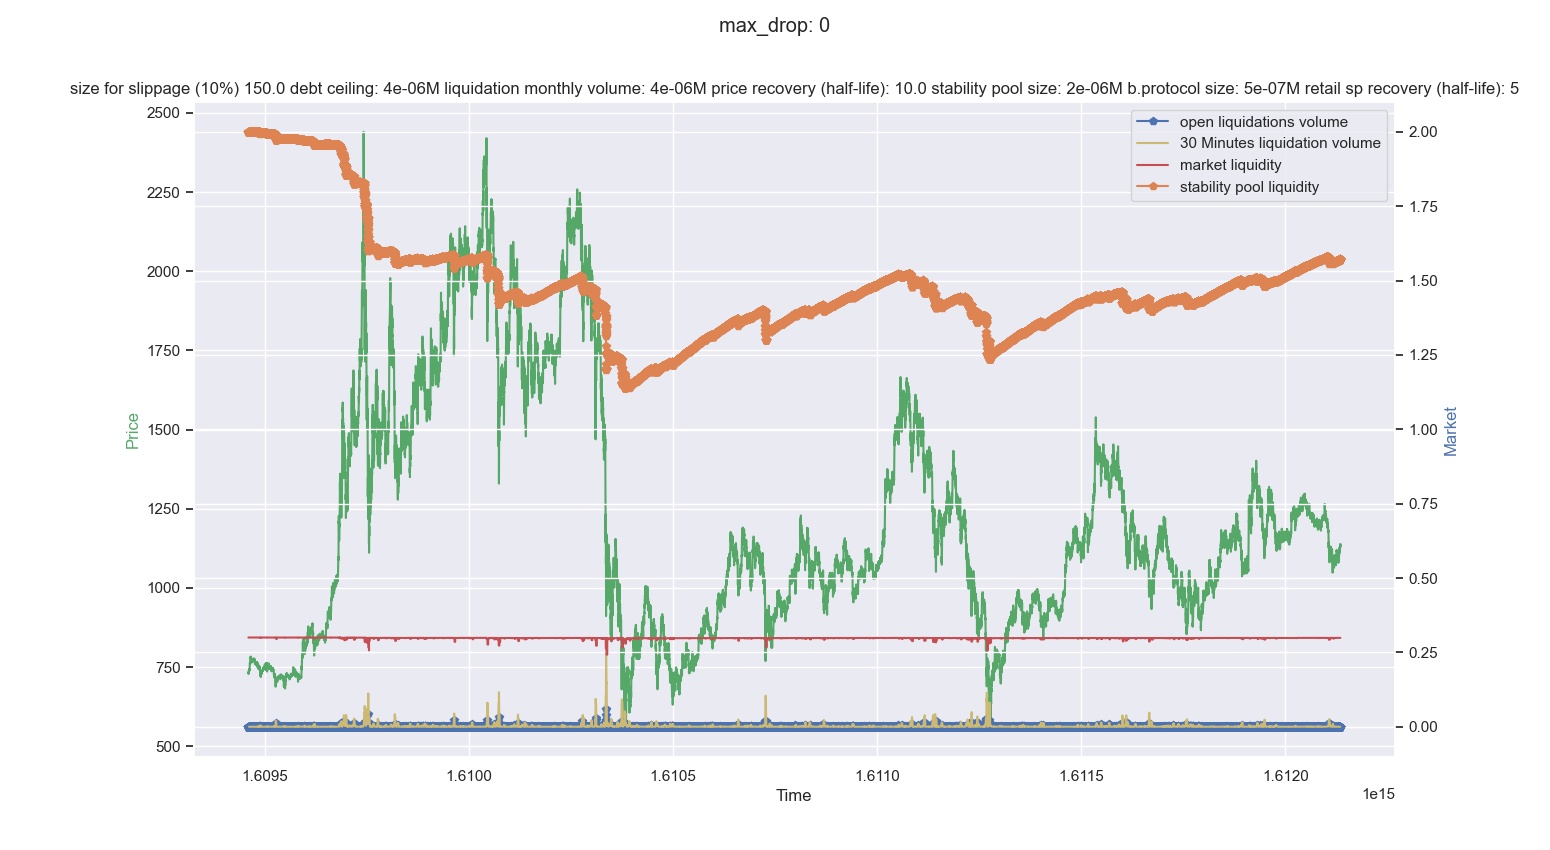 max_drop: 0
size for slippage (10%) 150.0 debt ceiling: 4e-06M liquidation monthly volume: 4e-06M price recovery (half-life): 10.0 stability pool size: 2e-06M b.protocol size: 5e-07M retail sp recovery (half-life): 5
open liquidations volume
30 Minutes liquidation volume
market liquidity
stability pool liquidity
2500
2250
2000
1750
1500
1250
1000
750
500
Price
2.00
1.75
1.50
1.25
1.00
0.75
0.50
0.25
0.00
Market
1.6095 1.6100 1.6105 1.6110 1.6115 1.6120
1e15
Time